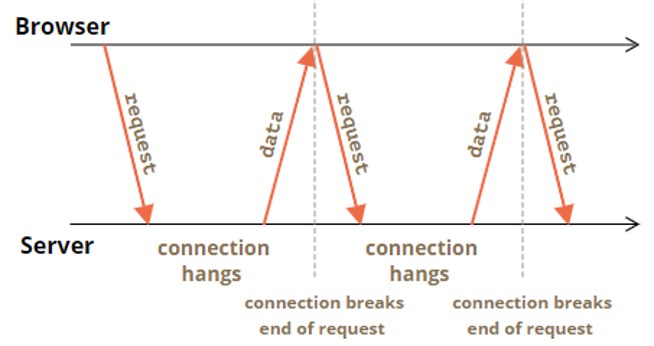 Browser
request
data
request
data
request
Server
connection
hangs
connection
hangs
connection breaks
end of request
connection breaks
end of request